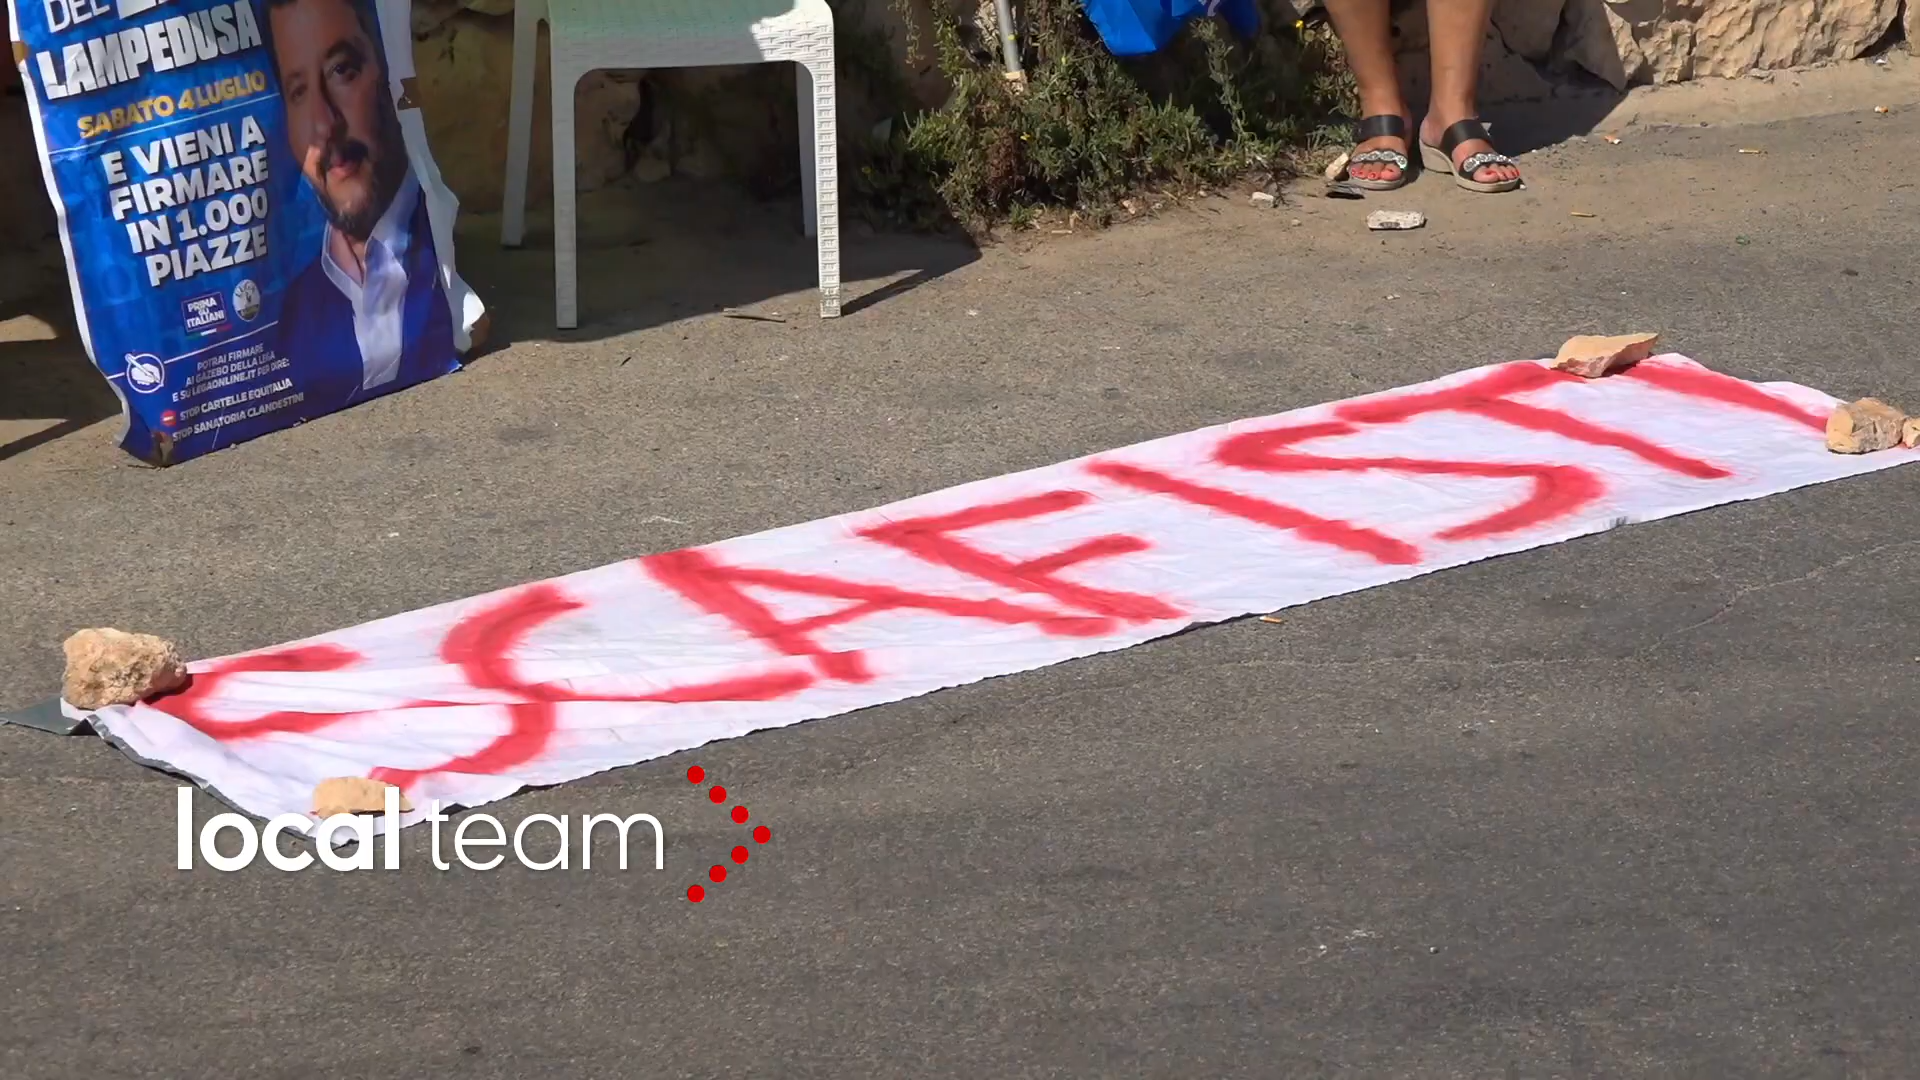 DEL
LAMPEDUSA
SABATO 4 LUGLIO
E VIENI A
FIRMARE
IN 1.000
PIAZZE
PRIMA
GLI
ITALIANI
LEGA
POTRAI FIRMARE
AI GAZEBO DELLA LEGA
E SU LEGAONLINE.IT PER DIRE:
STOP CARTELLE EQUITALIA
STOP SANATORIA CLANDESTINI
SCAFISTI
local team